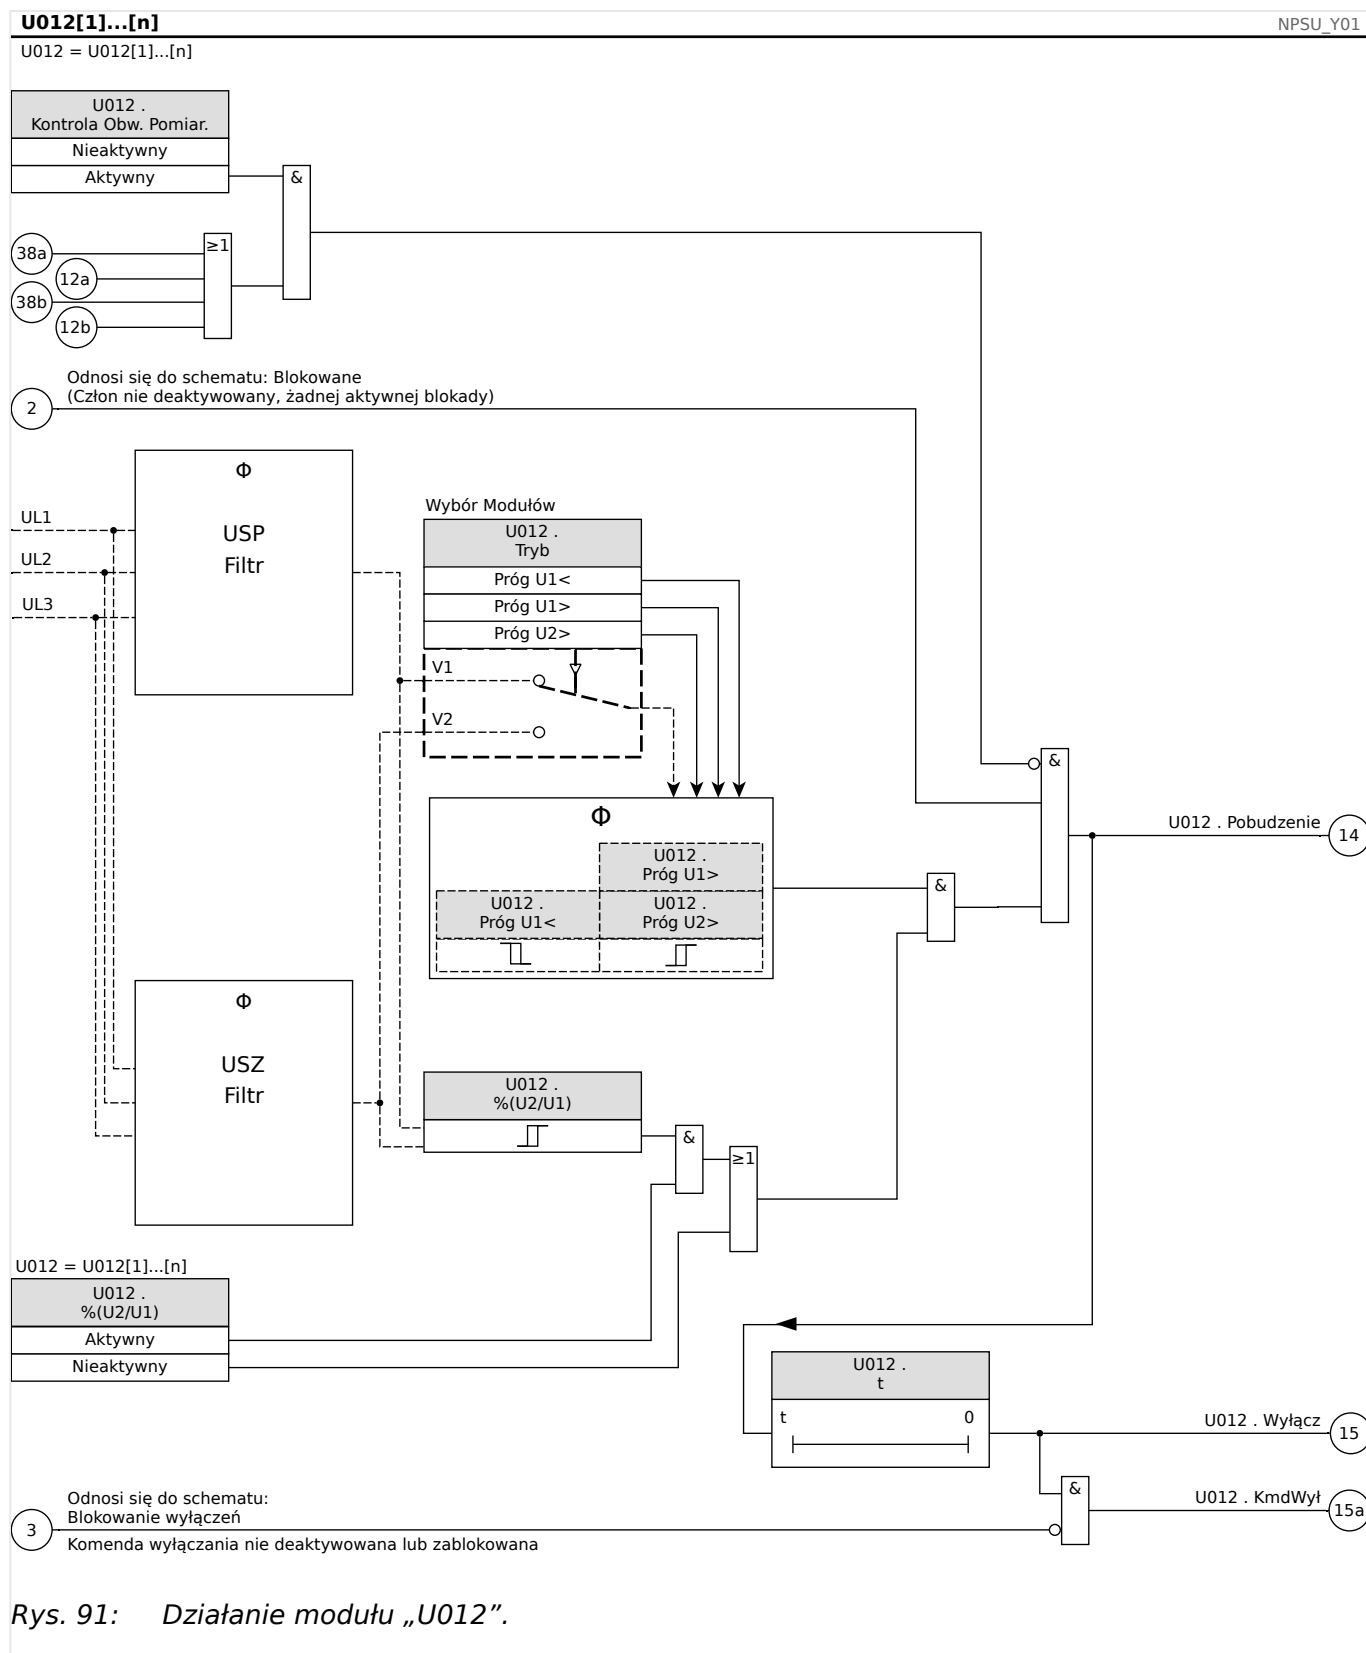 U012[1]...[n]
NPSU_Y01
U012 = U012[1]...[n]
U012 .
Kontrola Obw. Pomiar.
Nieaktywny
Aktywny
&
38a
≥1
12a
38b
12b
Odnosi się do schematu: Blokowane
(Człon nie deaktywowany, żadnej aktywnej blokady)
2
Φ
USP
Filtr
UL1
UL2
UL3
Wybór Modułów
U012 .
Tryb
Próg U1<
Próg U1>
Próg U2>
V1
V2
&
Φ
U012 .
Próg U1>
U012 .
Próg U1<
U012 .
Próg U2>
&
U012 . Pobudzenie
14
Φ
USZ
Filtr
U012 .
%(U2/U1)
&
≥1
U012 = U012[1]...[n]
U012 .
%(U2/U1)
Aktywny
Nieaktywny
U012 .
t
t
0
U012 . Wyłącz
15
&
U012 . KmdWył
15a
Odnosi się do schematu:
Blokowanie wyłączeń
3
Komenda wyłączania nie deaktywowana lub zablokowana
Rys. 91: Działanie modułu „U012”.